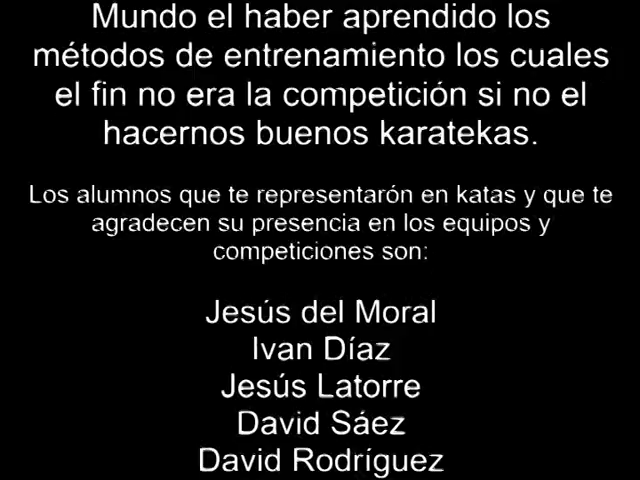 Mundo el haber aprendido los
métodos de entrenamiento los cuales
el fin no era la competición si no el
hacernos buenos karatekas.
Los alumnos que te representarón en katas y que te
agradecen su presencia en los equipos y
competiciones son:
Jesús del Moral
Ivan Díaz
Jesús Latorre
David Sáez
David Rodríguez